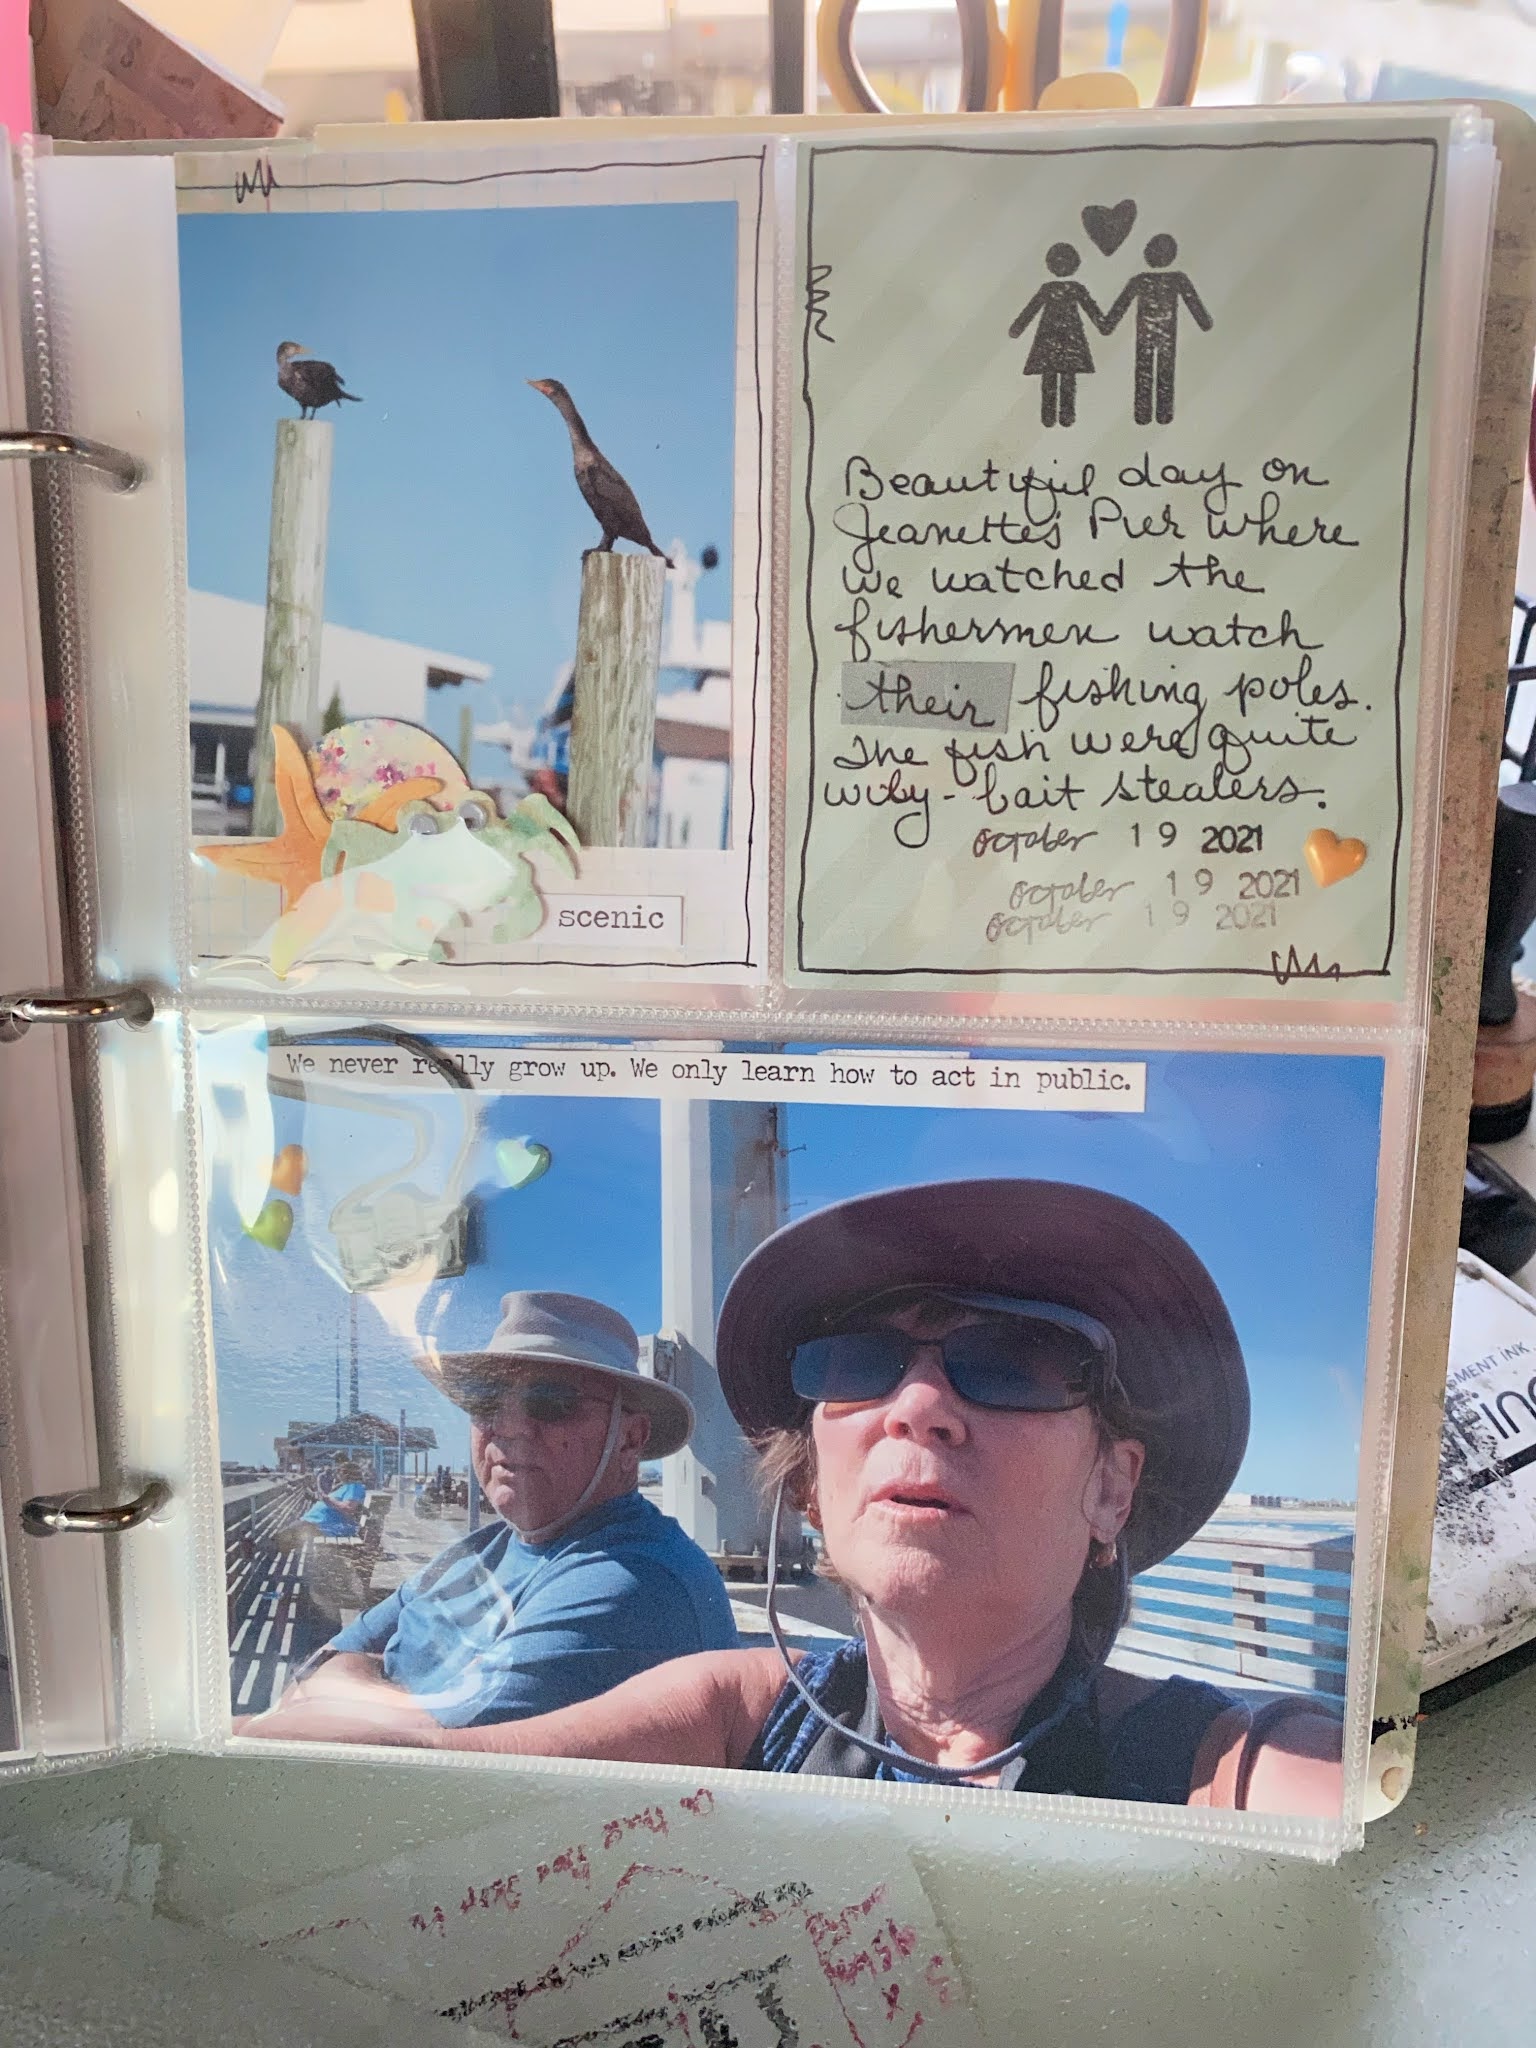 scenic
Beautiful day on
Jeanette's Pier where
we watched the
fishermen watch
their fishing poles.
The fish were quite
wily - bait stealers.
october 19 2021
october 19 2021
october 19 2021
We never really grow up. We only learn how to act in public.